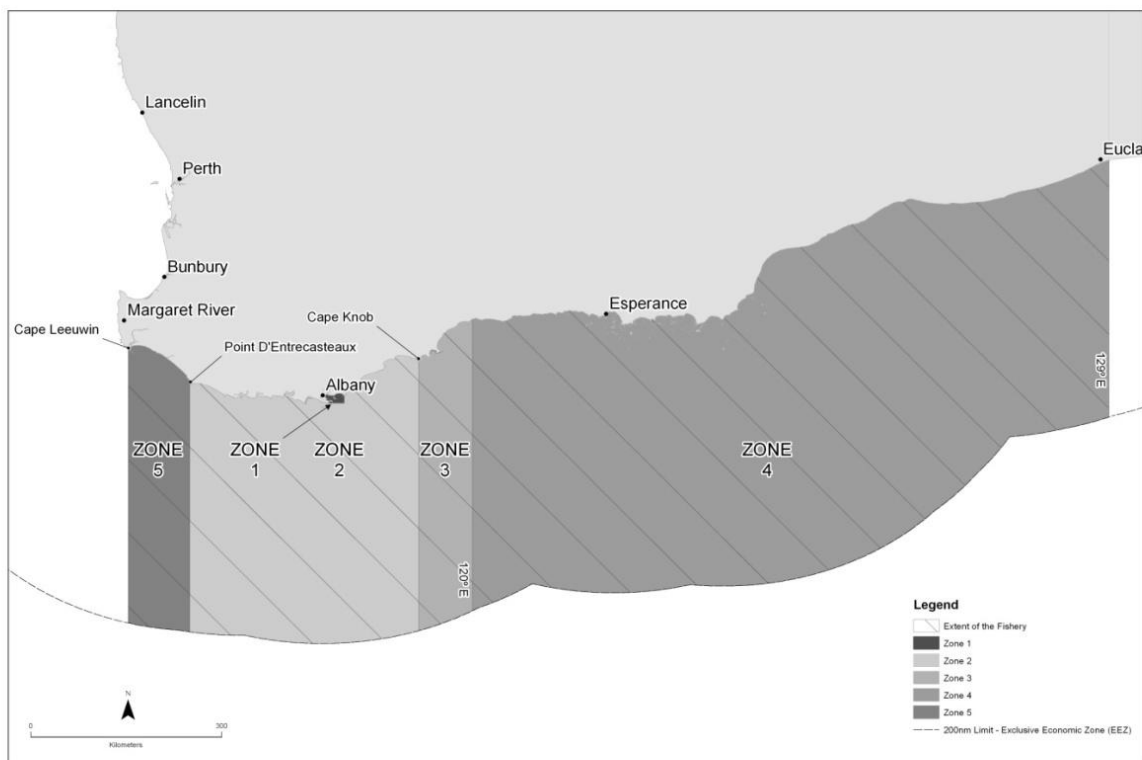 Lancelin
Perth
Eucla
Bunbury
Margaret River
Esperance
Cape Knob
Cape Leeuwin
Point D'Entrecasteaux
129°E
Albany
ZONE
5
ZONE
1
ZONE
2
ZONE
3
ZONE
4
120°E
Legend
Extent of the Fishery
Zone 1
Zone 2
Zone 3
Zone 4
Zone 5
200nm Limit - Exclusive Economic Zone (EEZ)
N
0 300
Kilometers